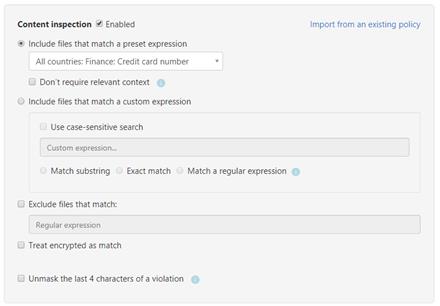 Content inspection Enabled Import from an existing policy
Include files that match a preset expression
All countries: Finance: Credit card number
Don't require relevant context
Include files that match a custom expression
Use case-sensitive search
Custom expression...
Match substring Exact match Match a regular expression
Exclude files that match:
Regular expression
Treat encrypted as match
Unmask the last 4 characters of a violation